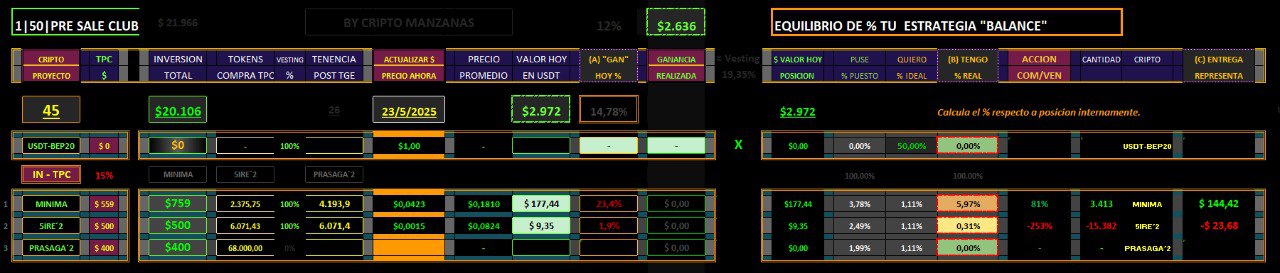 1|50|PRE SALE CLUB $ 21.966 BY CRIPTO MANZANAS 12% $2.636 EQUILIBRIO DE % TU ESTRATEGIA "BALANCE"
CRIPTO TPC INVERSION TOKENS VESTING TENENCIA ACTUALIZAR $ PRECIO VALOR HOY (A) "GAN" GANANCIA = Vesting $ VALOR HOY PUSE QUIERO (B) TENGO ACCION CANTIDAD CRIPTO (C) ENTREGA
PROYECTO $ TOTAL COMPRA TPC % POST TGE PRECIO AHORA PROMEDIO EN USDT HOY % REALIZADA 19,35% POSICION % PUESTO % IDEAL % REAL COM/VEN REPRESENTA
45 $20.106 26 23/5/2025 $2.972 14,78% $2.972 Calcula el % respecto a posicion internamente.
USDT-BEP20 $ 0 $0 - 100% $1,00 - - - X $0,00 0,00% 50,00% 0,00% USDT-BEP20
IN - TPC 15% MINIMA 5IRE´2 PRASAGA´2 100,00% 100,00%
1 MINIMA $ 559 $759 2.375,75 100% 4.193,9 $0,0423 $0,1810 $ 177,44 23,4% $ 0,00 $177,44 3,78% 1,11% 5,97% 81% 3.413 MINIMA $ 144,42
2 5IRE´2 $ 500 $500 6.071,43 100% 6.071,4 $0,0015 $0,0824 $ 9,35 1,9% $ 0,00 $9,35 2,49% 1,11% 0,31% -253% -15.382 5IRE´2 -$ 23,68
3 PRASAGA´2 $ 400 $400 68.000,00 0% - $ 0,00 $0,00 1,99% 1,11% 0,00% - - PRASAGA´2